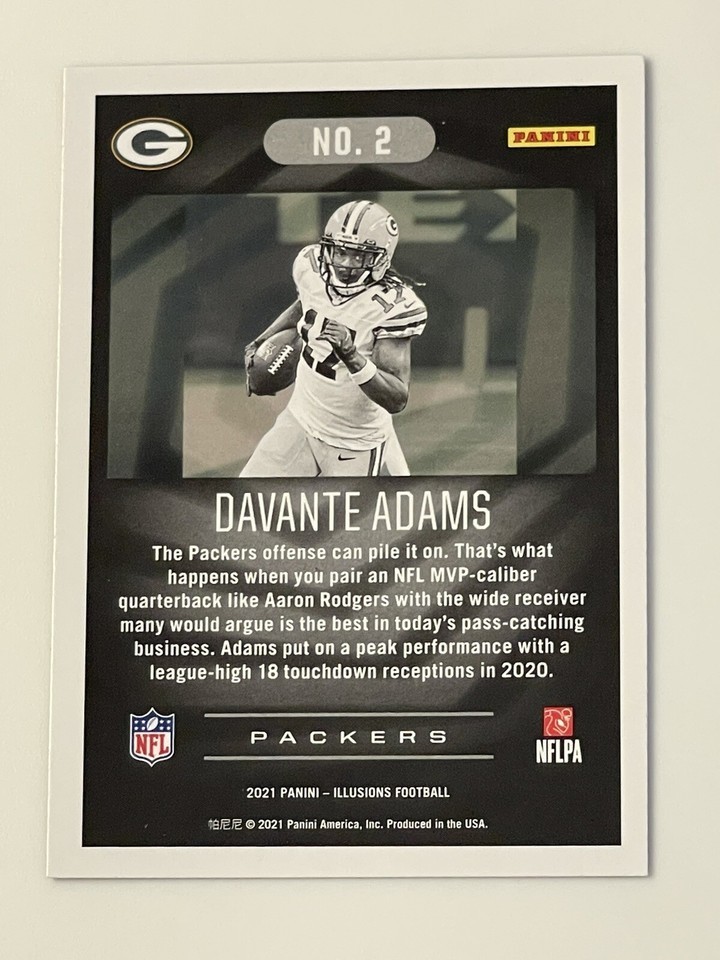 G
NO. 2
PANINI
TEX
17
17
DAVANTE ADAMS
The Packers offense can pile it on. That's what
happens when you pair an NFL MVP-caliber
quarterback like Aaron Rodgers with the wide receiver
many would argue is the best in today's pass-catching
business. Adams put on a peak performance with a
league-high 18 touchdown receptions in 2020.
NFL
PACKERS
NFLPA
2021 PANINI – ILLUSIONS FOOTBALL
帕尼尼 © 2021 Panini America, Inc. Produced in the USA.